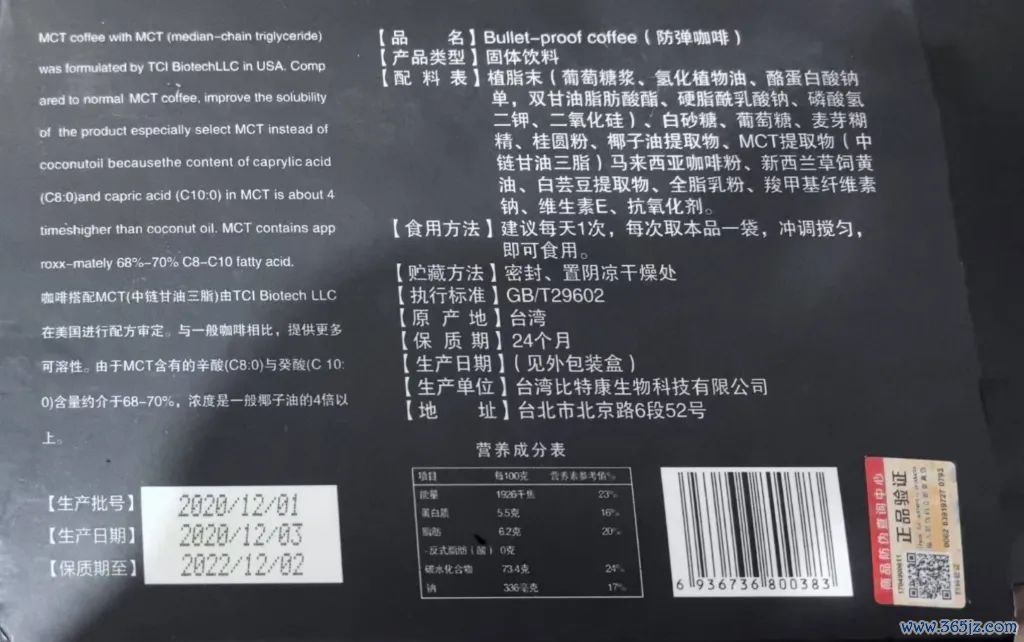 MCT coffee with MCT (median-chain triglyceride)
was formulated by TCI BiotechLLC in USA. Comp
ared to normal MCT coffee, improve the solubility
of the product especially select MCT instead of
coconutoil becausethe content of caprylic acid
(C8:0)and capric acid (C10:0) in MCT is about 4
timeshigher than coconut oil. MCT contains app
roxx-mately 68%-70% C8-C10 fatty acid.
咖啡搭配MCT(中链甘油三脂)由TCI Biotech LLC
在美国进行配方审定。与一般咖啡相比，提供更多
可溶性。由于MCT含有的辛酸(C8:0)与癸酸(C 10:
0)含量约介于68-70%，浓度是一般椰子油的4倍以
上。
【生产批号】 2020/12/01
【生产日期】 2020/12/03
【保质期至】 2022/12/02
【品 名】Bullet-proof coffee（防弹咖啡）
【产品类型】固体饮料
【配 料 表】植脂末（葡萄糖浆、氢化植物油、酪蛋白酸钠
单，双甘油脂肪酸酯、硬脂酰乳酸钠、磷酸氢
二钾、二氧化硅）、白砂糖、葡萄糖、麦芽糊
精、桂圆粉、椰子油提取物、MCT提取物（中
链甘油三脂）马来西亚咖啡粉、新西兰草饲黄
油、白芸豆提取物、全脂乳粉、羧甲基纤维素
钠、维生素E、抗氧化剂。
【食用方法】建议每天1次，每次取本品一袋，冲调搅匀，
即可食用。
【贮藏方法】密封、置阴凉干燥处
【执行标准】GB/T29602
【原 产 地】台湾
【保 质 期】24个月
【生产日期】（见外包装盒）
【生产单位】台湾比特康生物科技有限公司
【地 址】台北市北京路6段52号
营养成分表
项目 每100克 营养素参考值%
能量 1926千焦 23%
蛋白质 5.5克 16%
脂肪 6.2克 20%
-反式脂肪（酸） 0克
碳水化合物 73.4克 24%
钠 336毫克 17%
6 936736 800383
商品防伪查询中心
正品验证
0062 83919727 0793
www.365jz.com